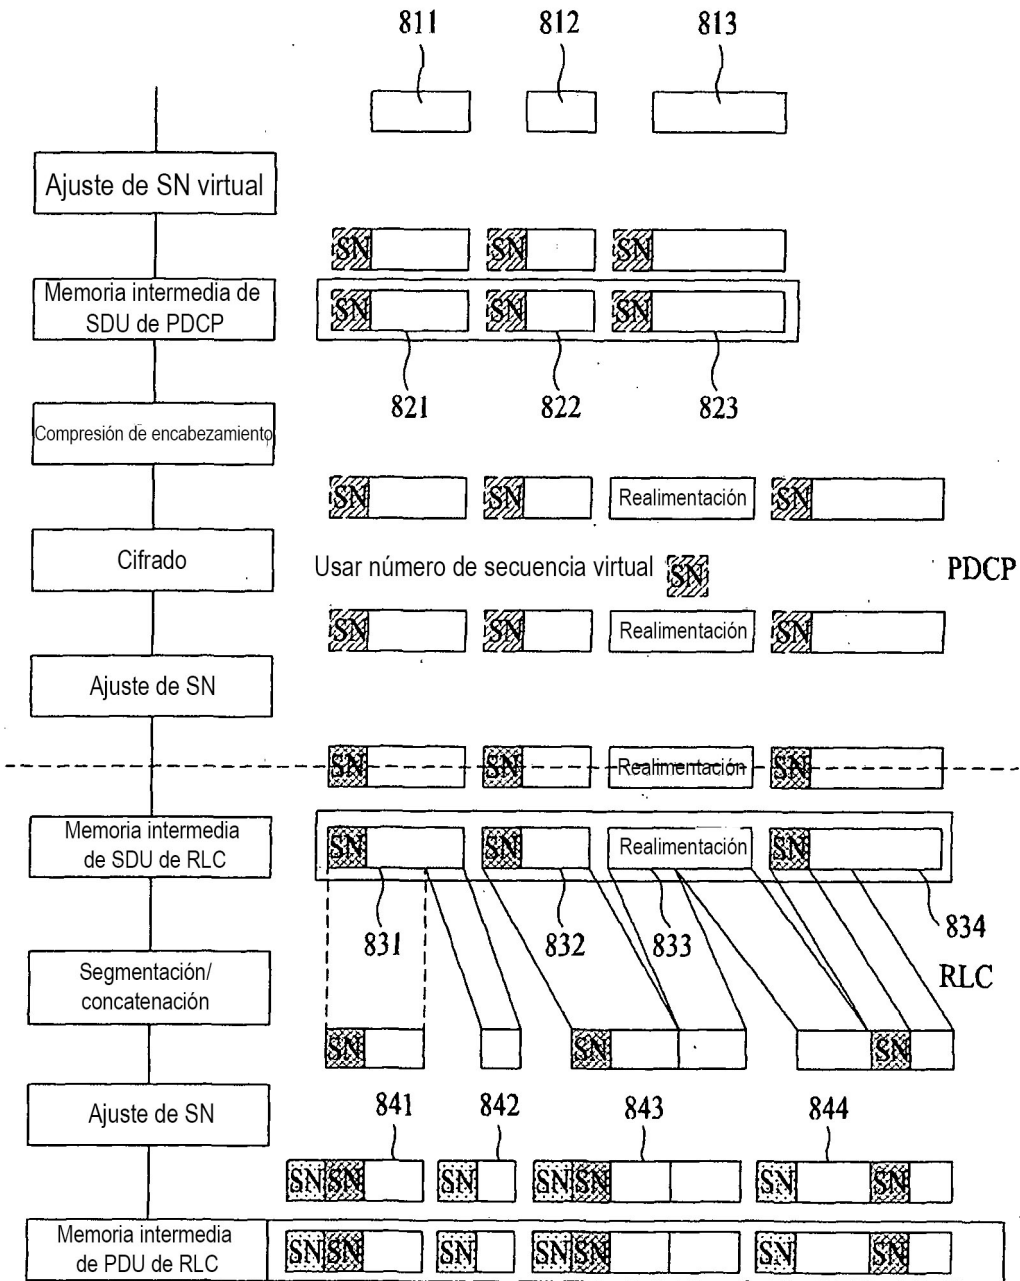 811 812 813
Ajuste de SN virtual
SN SN SN
Memoria intermedia de
SDU de PDCP
SN SN SN
821 822 823
Compresión de encabezamiento
SN SN Realimentación SN
Cifrado
Usar número de secuencia virtual SN
PDCP
SN SN Realimentación SN
Ajuste de SN
SN SN Realimentación SN
Memoria intermedia
de SDU de RLC
SN SN Realimentación SN
831 832 833 834
RLC
Segmentación/
concatenación
SN SN SN
Ajuste de SN
841 842 843 844
SN SN SN SN SN SN SN
Memoria intermedia
de PDU de RLC
SN SN SN SN SN SN SN